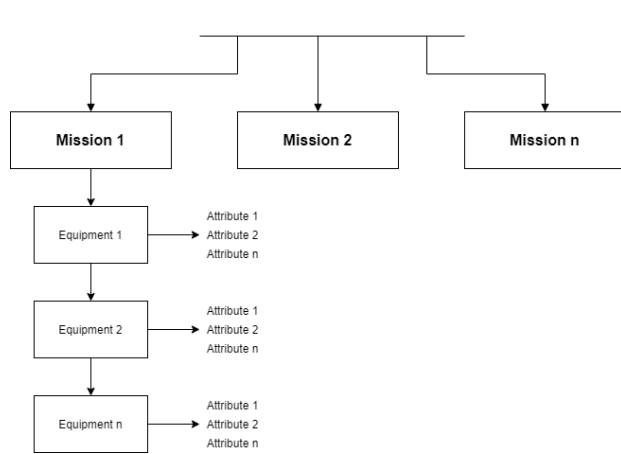 Mission 1
Mission 2
Mission n
Equipment 1
Attribute 1
Attribute 2
Attribute n
Equipment 2
Attribute 1
Attribute 2
Attribute n
Equipment n
Attribute 1
Attribute 2
Attribute n